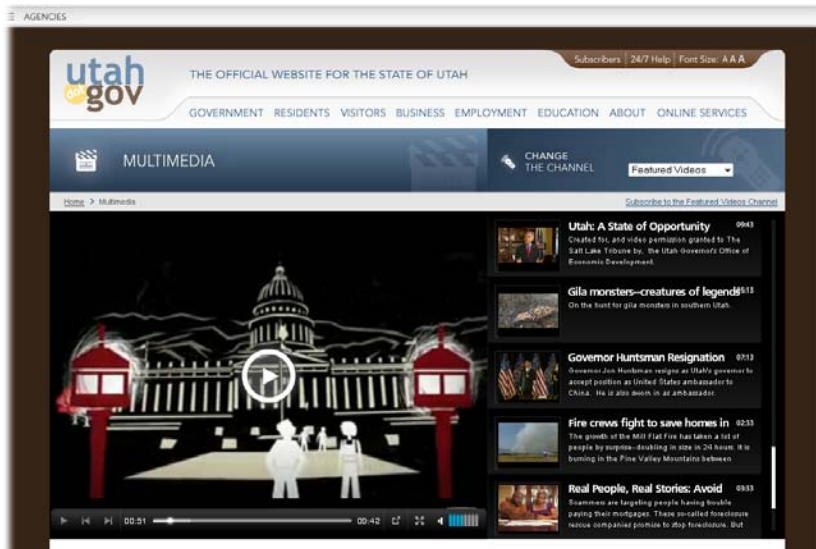 AGENCIES
Subscribers | 24/7 Help | Font Size: A A A
utah
dot
gov
THE OFFICIAL WEBSITE FOR THE STATE OF UTAH
GOVERNMENT RESIDENTS VISITORS BUSINESS EMPLOYMENT EDUCATION ABOUT ONLINE SERVICES
MULTIMEDIA
CHANGE
THE CHANNEL
Featured Videos
Home > Multimedia
Subscribe to the Featured Videos Channel
Utah: A State of Opportunity 09:43
Created for, and video permission granted to The
Salt Lake Tribune by, the Utah Governor's Office of
Economic Development.
Gila monsters--creatures of legends 05:13
On the hunt for gila monsters in southern Utah.
Governor Huntsman Resignation 07:13
Governor Jon Huntsman resigns as Utah's governor to
accept position as United States ambassador to
China. He is also sworn in as ambassador.
Fire crews fight to save homes in 02:33
The growth of the Mill Flat Fire has taken a lot of
people by surprise--doubling in size in 24 hours. It is
burning in the Pine Valley Mountains between
Real People, Real Stories: Avoid 03:53
Scammers are targeting people having trouble
paying their mortgages. These so-called foreclosure
rescue companies promise to stop foreclosure. But
00:51
00:42